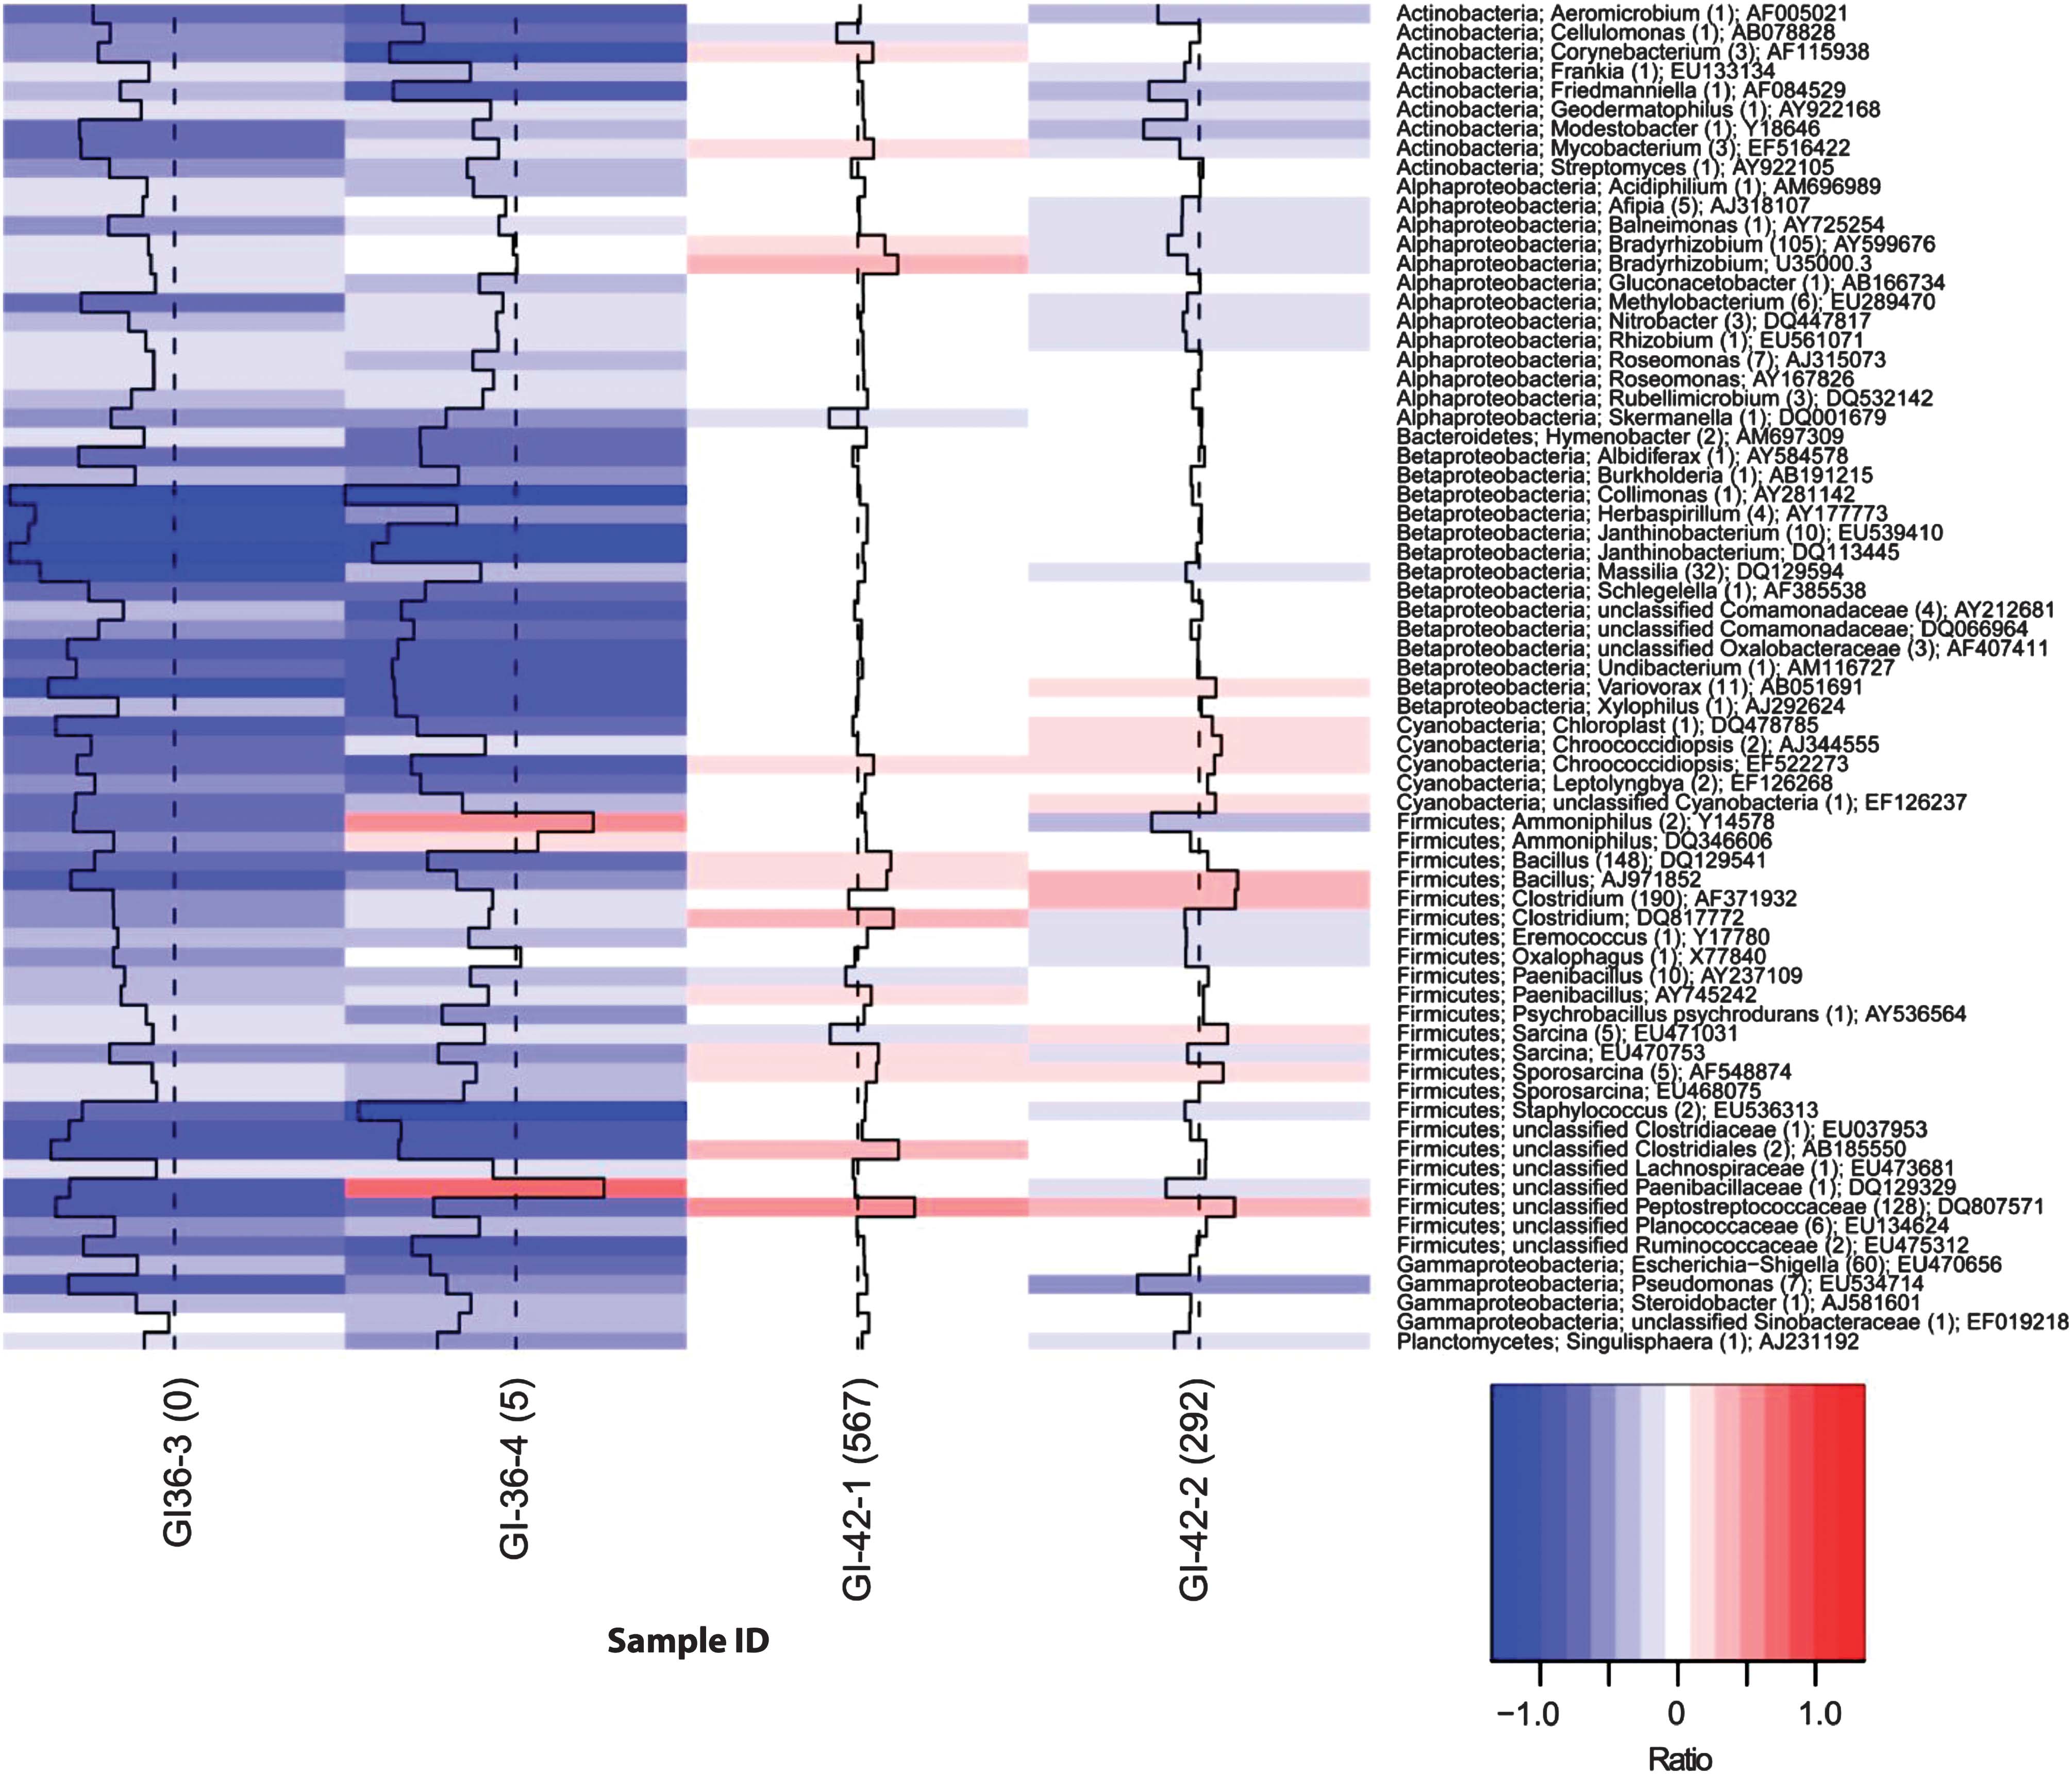 Actinobacteria; Aeromicrobium (1); AF005021
Actinobacteria; Cellulomonas (1); AB078828
Actinobacteria; Corynebacterium (3); AF115938
Actinobacteria; Frankia (1); EU133134
Actinobacteria; Friedmanniella (1); AF084529
Actinobacteria; Geodermatophilus (1); AY922168
Actinobacteria; Modestobacter (1); Y18646
Actinobacteria; Mycobacterium (3); EF516422
Actinobacteria; Streptomyces (1); AY922105
Alphaproteobacteria; Acidiphilium (1); AM696989
Alphaproteobacteria; Afipia (5); AJ318107
Alphaproteobacteria; Balneimonas (1); AY725254
Alphaproteobacteria; Bradyrhizobium (105); AY599676
Alphaproteobacteria; Bradyrhizobium; U35000.3
Alphaproteobacteria; Gluconacetobacter (1); AB166734
Alphaproteobacteria; Methylobacterium (6); EU289470
Alphaproteobacteria; Nitrobacter (3); DQ447817
Alphaproteobacteria; Rhizobium (1); EU561071
Alphaproteobacteria; Roseomonas (7); AJ315073
Alphaproteobacteria; Roseomonas; AY167826
Alphaproteobacteria; Rubellimicrobium (3); DQ532142
Alphaproteobacteria; Skermanella (1); DQ001679
Bacteroidetes; Hymenobacter (2); AM697309
Betaproteobacteria; Albidiferax (1); AY584578
Betaproteobacteria; Burkholderia (1); AB191215
Betaproteobacteria; Collimonas (1); AY281142
Betaproteobacteria; Herbaspirillum (4); AY177773
Betaproteobacteria; Janthinobacterium (10); EU539410
Betaproteobacteria; Janthinobacterium; DQ113445
Betaproteobacteria; Massilia (32); DQ129594
Betaproteobacteria; Schlegelella (1); AF385538
Betaproteobacteria; unclassified Comamonadaceae (4); AY212681
Betaproteobacteria; unclassified Comamonadaceae; DQ066964
Betaproteobacteria; unclassified Oxalobacteraceae (3); AF407411
Betaproteobacteria; Undibacterium (1); AM116727
Betaproteobacteria; Variovorax (11); AB051691
Betaproteobacteria; Xylophilus (1); AJ292624
Cyanobacteria; Chloroplast (1); DQ478785
Cyanobacteria; Chroococcidiopsis (2); AJ344555
Cyanobacteria; Chroococcidiopsis; EF522273
Cyanobacteria; Leptolyngbya (2); EF126268
Cyanobacteria; unclassified Cyanobacteria (1); EF126237
Firmicutes; Ammoniphilus (2); Y14578
Firmicutes; Ammoniphilus; DQ346606
Firmicutes; Bacillus (148); DQ129541
Firmicutes; Bacillus; AJ971852
Firmicutes; Clostridium (190); AF371932
Firmicutes; Clostridium; DQ817772
Firmicutes; Eremococcus (1); Y17780
Firmicutes; Oxalophagus (1); X77840
Firmicutes; Paenibacillus (10); AY237109
Firmicutes; Paenibacillus; AY745242
Firmicutes; Psychrobacillus psychrodurans (1); AY536564
Firmicutes; Sarcina (5); EU471031
Firmicutes; Sarcina; EU470753
Firmicutes; Sporosarcina (5); AF548874
Firmicutes; Sporosarcina; EU468075
Firmicutes; Staphylococcus (2); EU536313
Firmicutes; unclassified Clostridiaceae (1); EU037953
Firmicutes; unclassified Clostridiales (2); AB185550
Firmicutes; unclassified Lachnospiraceae (1); EU473681
Firmicutes; unclassified Paenibacillaceae (1); DQ129329
Firmicutes; unclassified Peptostreptococcaceae (128); DQ807571
Firmicutes; unclassified Planococcaceae (6); EU134624
Firmicutes; unclassified Ruminococcaceae (2); EU475312
Gammaproteobacteria; Escherichia−Shigella (60); EU470656
Gammaproteobacteria; Pseudomonas (7); EU534714
Gammaproteobacteria; Steroidobacter (1); AJ581601
Gammaproteobacteria; unclassified Sinobacteraceae (1); EF019218
Planctomycetes; Singulisphaera (1); AJ231192
GI36-3 (0)
GI-36-4 (5)
GI-42-1 (567)
GI-42-2 (292)
Sample ID
−1.0 0 1.0
Ratio